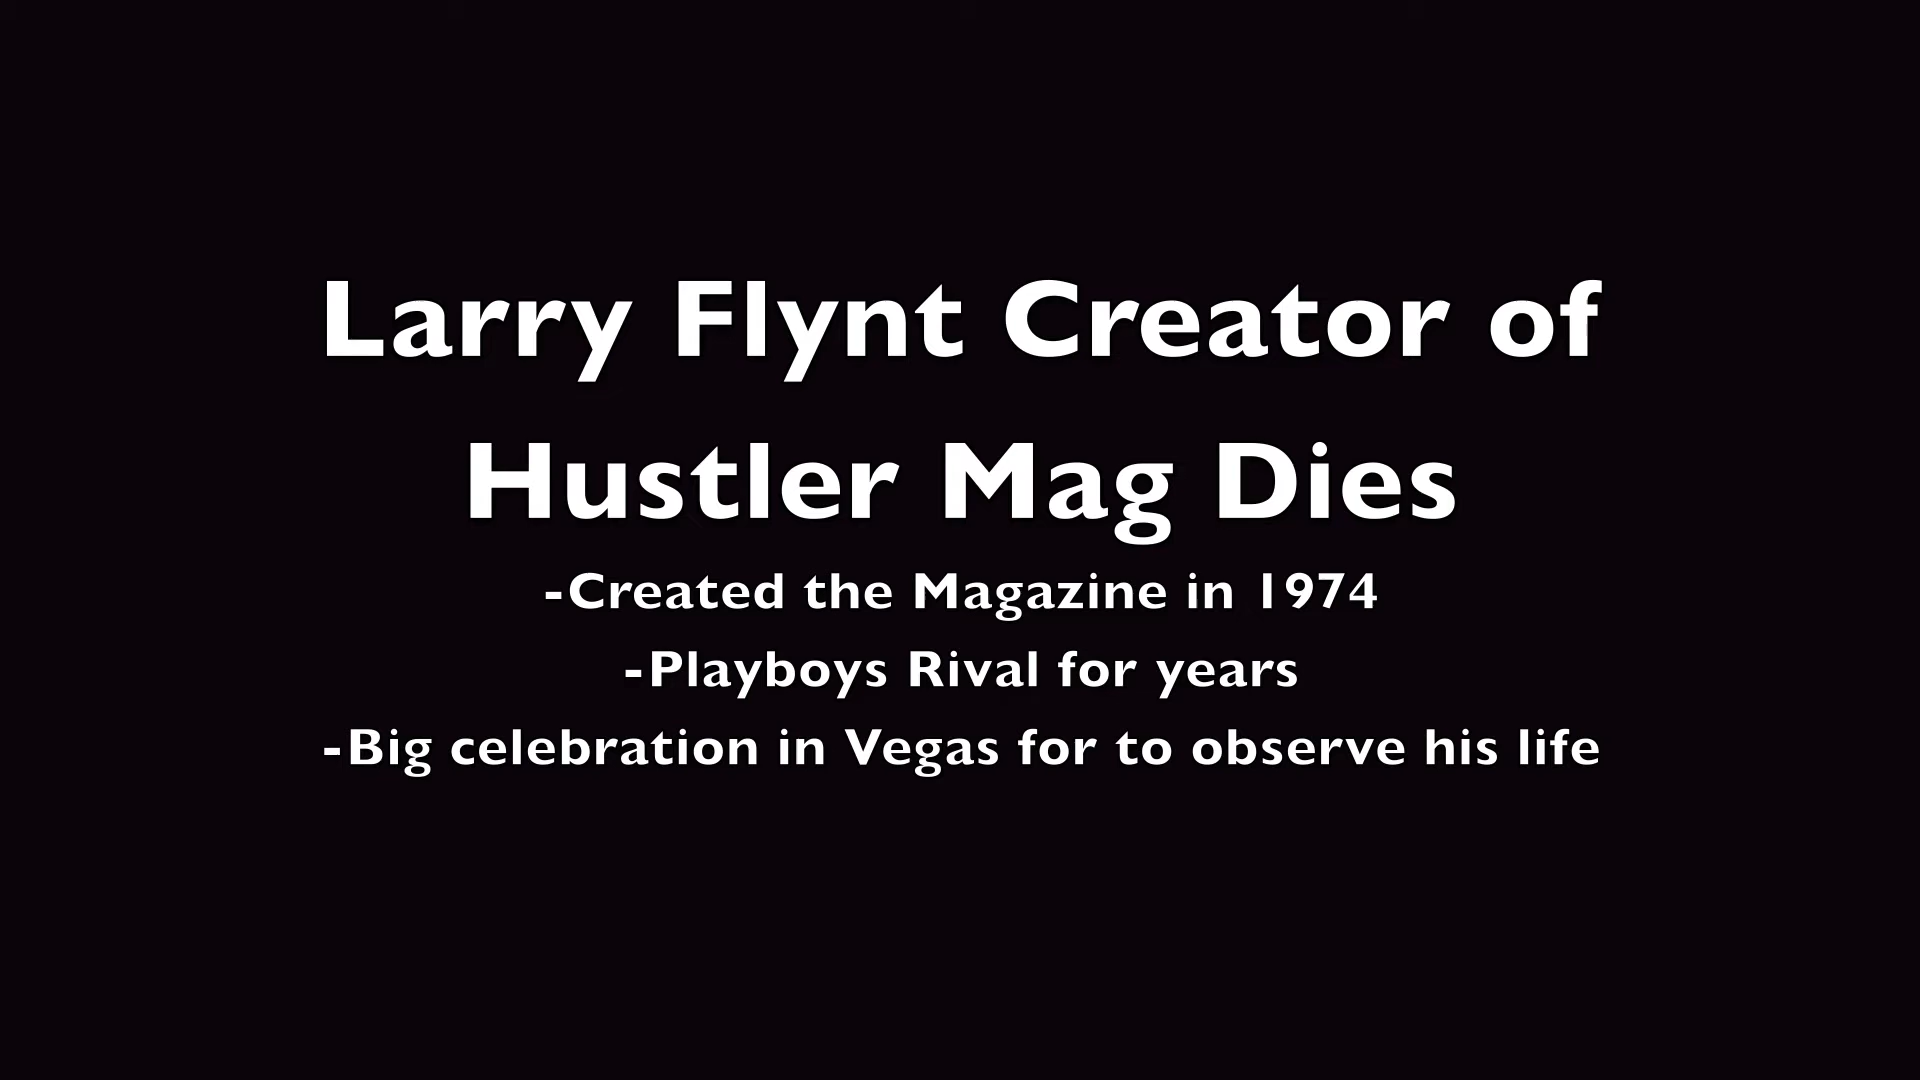 Larry Flynt Creator of
Hustler Mag Dies
-Created the Magazine in 1974
-Playboys Rival for years
-Big celebration in Vegas for to observe his life